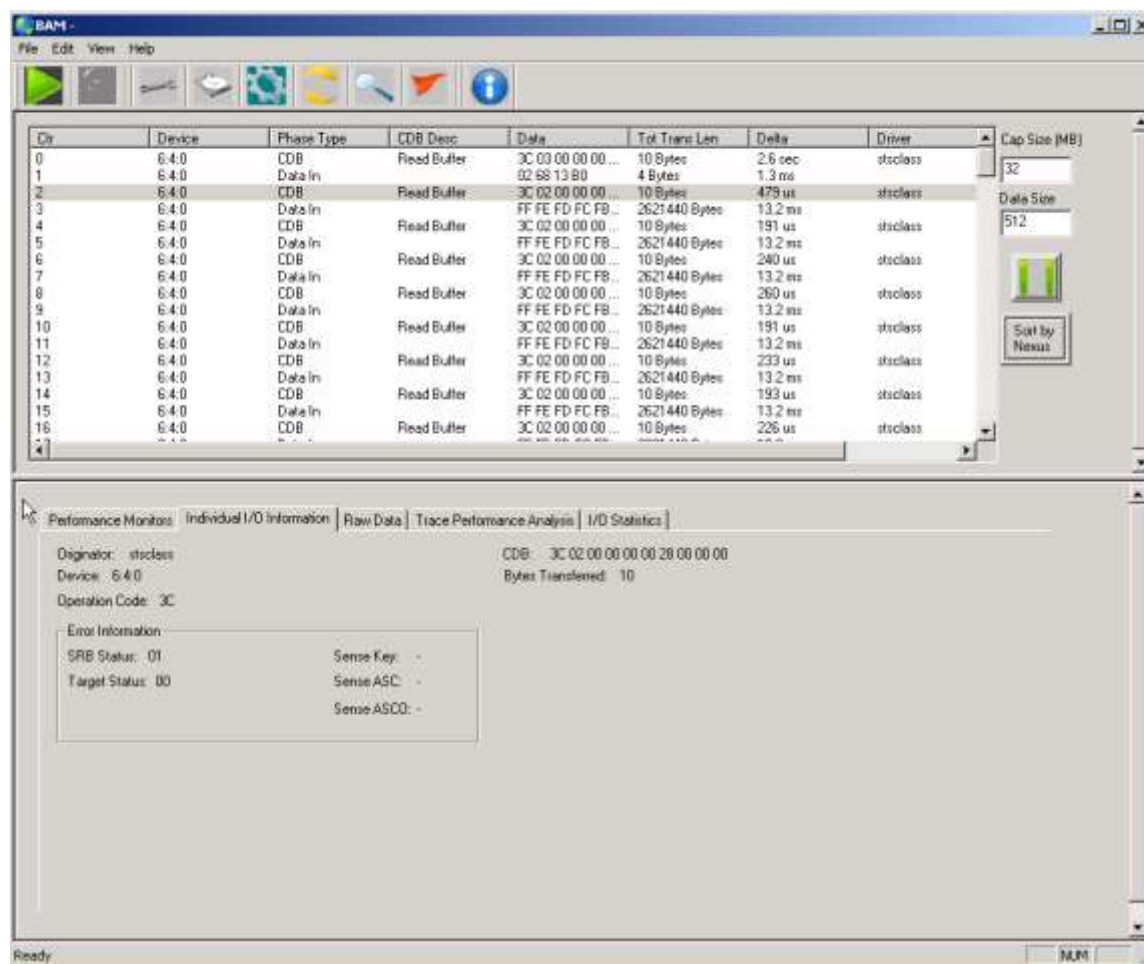 BAM -
File Edit View Help
Ctr Device Phase Type CDB Desc Data Tot Trans Len Delta Driver
Cap Size (MB)
0 6:4:0 CDB Read Buffer 3C 03 00 00 00 ... 10 Bytes 2.6 sec stsclass
32
1 6:4:0 Data In 02 68 13 B0 4 Bytes 1.3 ms
2 6:4:0 CDB Read Buffer 3C 02 00 00 00 ... 10 Bytes 479 us stsclass
Data Size
3 6:4:0 Data In FF FE FD FC FB... 2621440 Bytes 13.2 ms
512
4 6:4:0 CDB Read Buffer 3C 02 00 00 00 ... 10 Bytes 191 us stsclass
5 6:4:0 Data In FF FE FD FC FB... 2621440 Bytes 13.2 ms
6 6:4:0 CDB Read Buffer 3C 02 00 00 00 ... 10 Bytes 240 us stsclass
7 6:4:0 Data In FF FE FD FC FB... 2621440 Bytes 13.2 ms
8 6:4:0 CDB Read Buffer 3C 02 00 00 00 ... 10 Bytes 260 us stsclass
9 6:4:0 Data In FF FE FD FC FB... 2621440 Bytes 13.2 ms
10 6:4:0 CDB Read Buffer 3C 02 00 00 00 ... 10 Bytes 191 us stsclass
Sort by
Nexus
11 6:4:0 Data In FF FE FD FC FB... 2621440 Bytes 13.2 ms
12 6:4:0 CDB Read Buffer 3C 02 00 00 00 ... 10 Bytes 233 us stsclass
13 6:4:0 Data In FF FE FD FC FB... 2621440 Bytes 13.2 ms
14 6:4:0 CDB Read Buffer 3C 02 00 00 00 ... 10 Bytes 193 us stsclass
15 6:4:0 Data In FF FE FD FC FB... 2621440 Bytes 13.2 ms
16 6:4:0 CDB Read Buffer 3C 02 00 00 00 ... 10 Bytes 226 us stsclass
Performance Monitors Individual I/O Information Raw Data Trace Performance Analysis I/O Statistics
Originator: stsclass CDB: 3C 02 00 00 00 00 28 00 00 00
Device: 6:4:0 Bytes Transferred: 10
Operation Code: 3C
Error Information
SRB Status: 01 Sense Key: -
Target Status: 00 Sense ASC: -
Sense ASCQ: -
Ready NUM